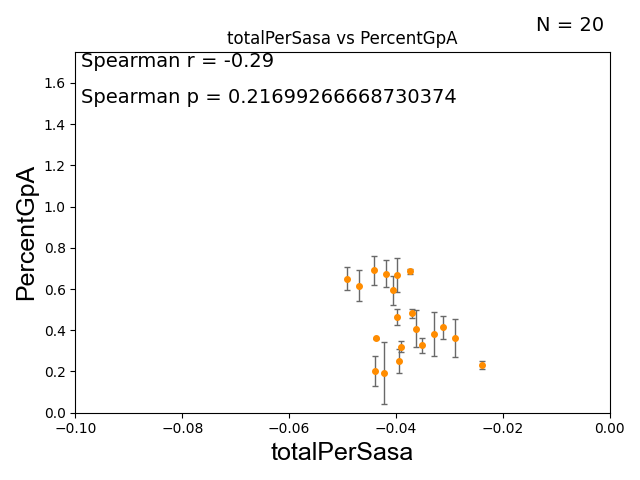 N = 20
totalPerSasa vs PercentGpA
Spearman r = -0.29
Spearman p = 0.21699266668730374
1.6
1.4
1.2
1.0
0.8
0.6
0.4
0.2
0.0
PercentGpA
−0.10 −0.08 −0.06 −0.04 −0.02 0.00
totalPerSasa